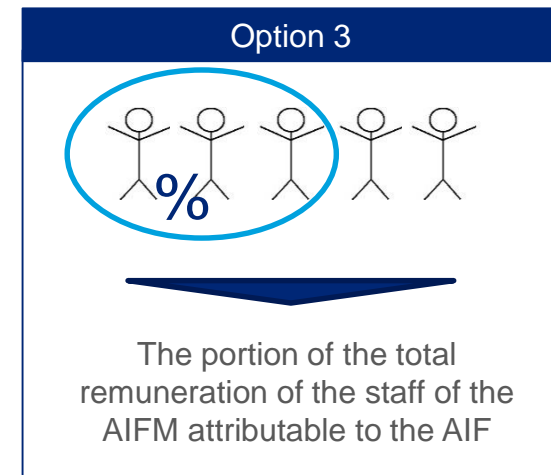 Option 3
%
The portion of the total
remuneration of the staff of the
AIFM attributable to the AIF